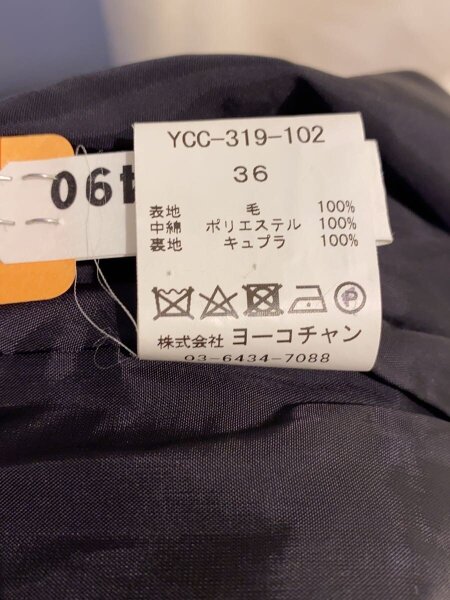 YCC-319-102
36
表地 毛 100%
中綿 ポリエステル 100%
裏地 キュプラ 100%
株式会社 ヨーコチャン
03-6434-7088
490